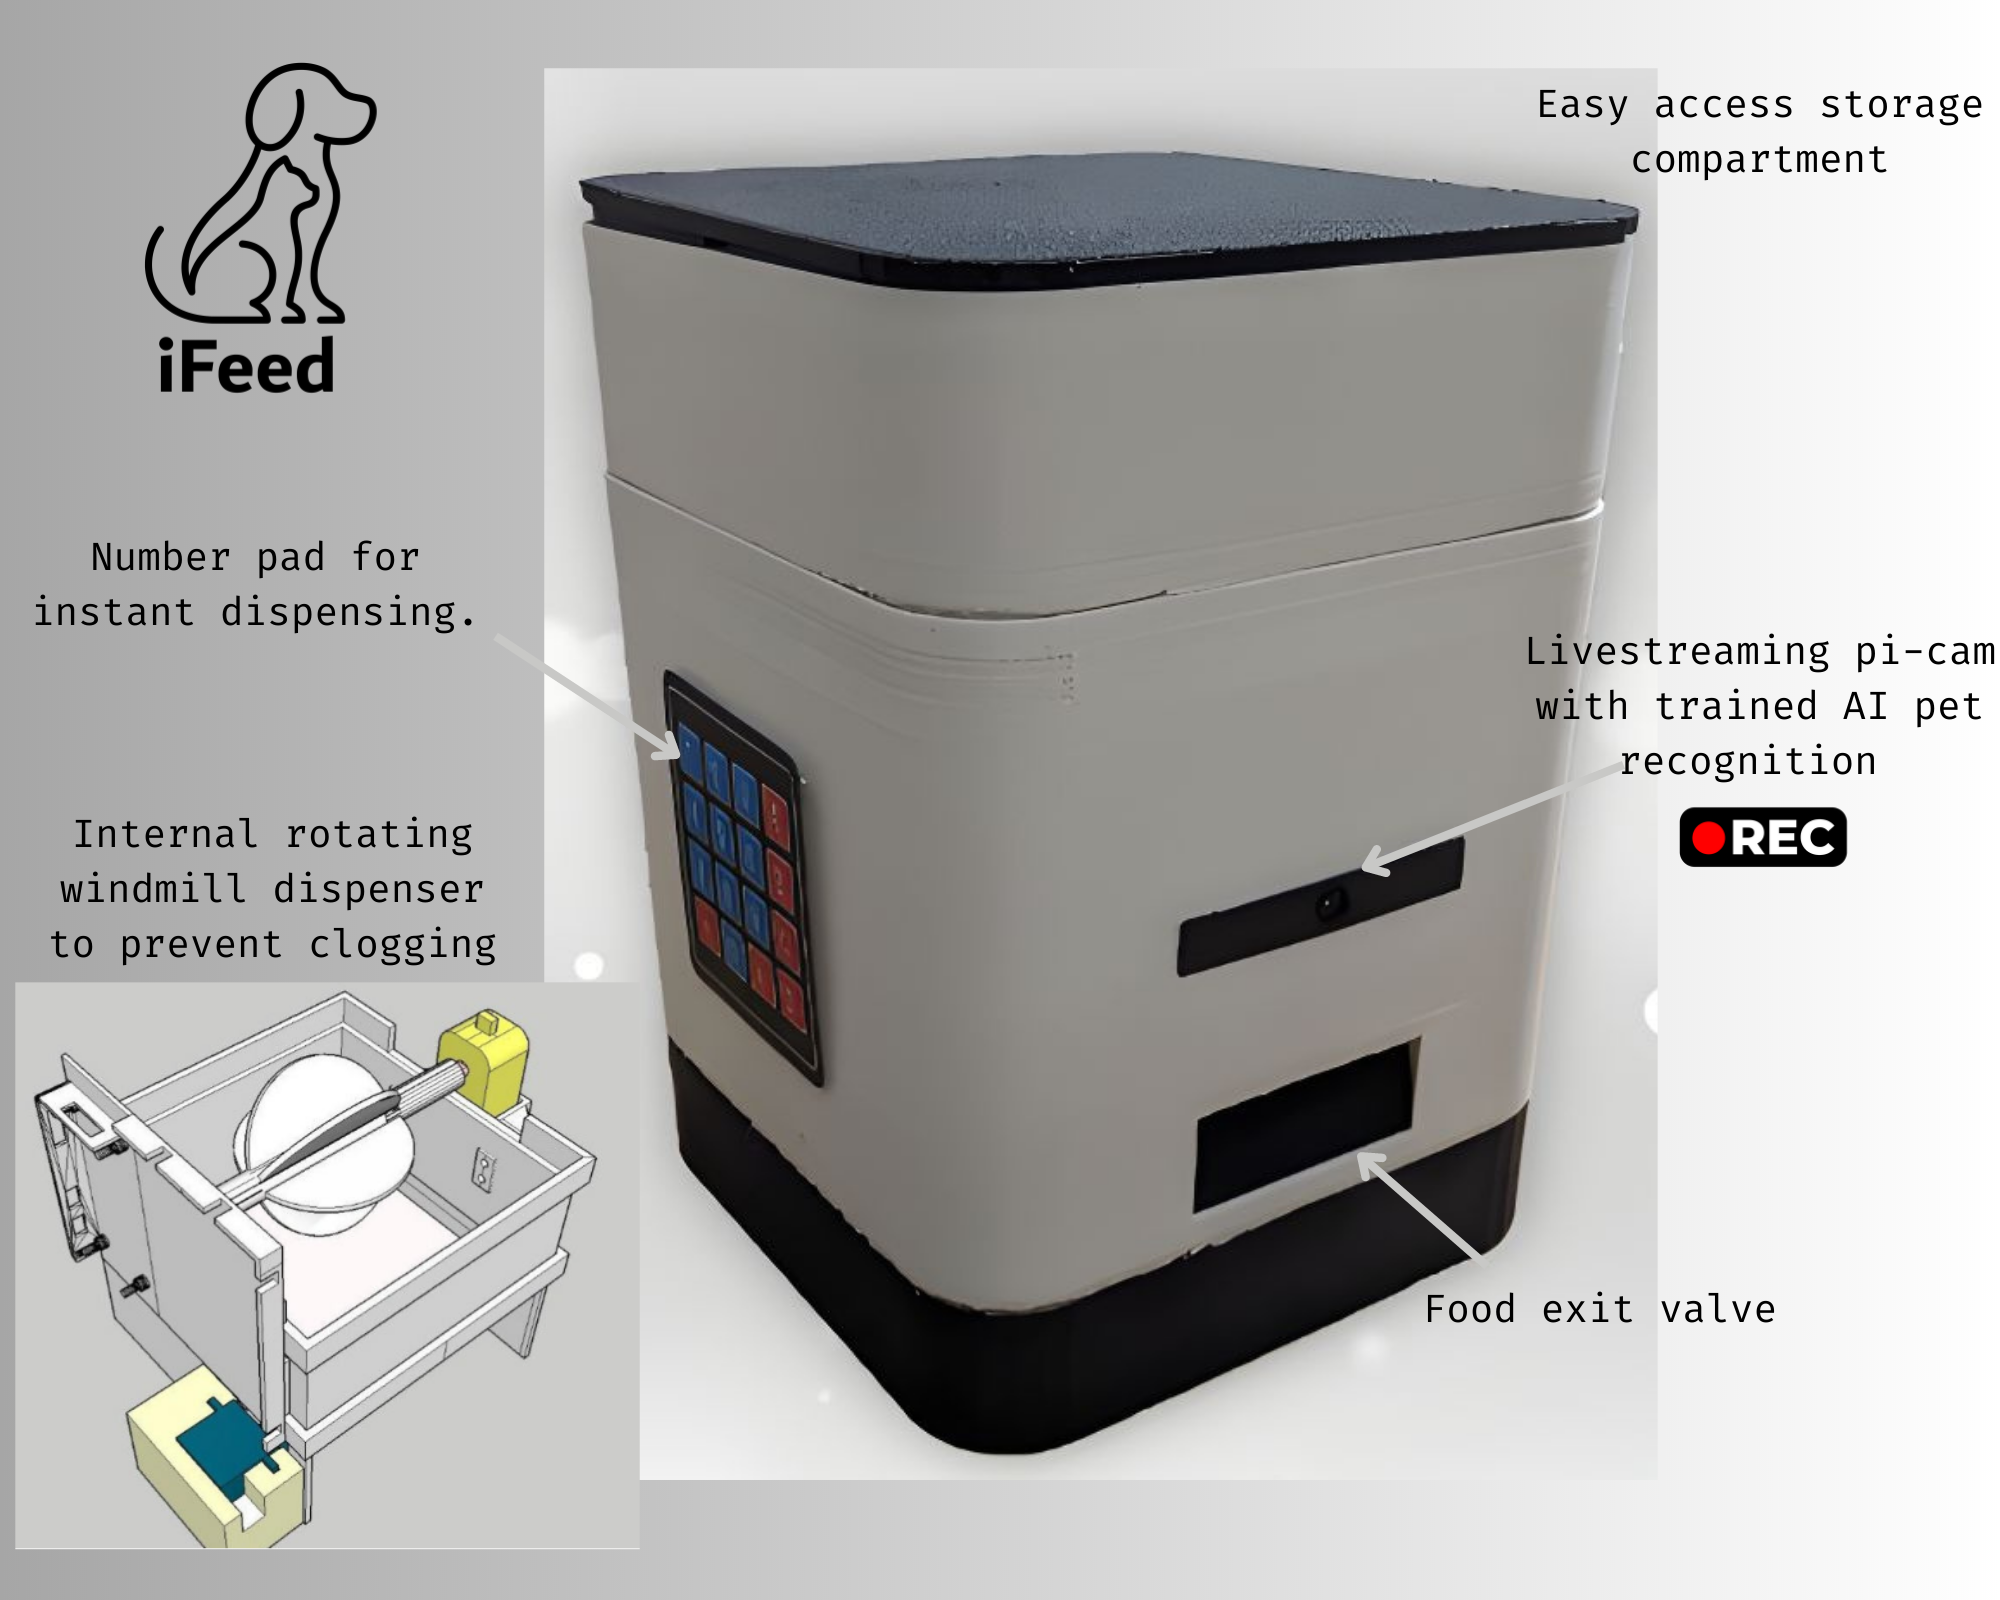 iFeed
Easy access storage
compartment
Number pad for
instant dispensing.
Livestreaming pi-cam
with trained AI pet
recognition
REC
Internal rotating
windmill dispenser
to prevent clogging
Food exit valve